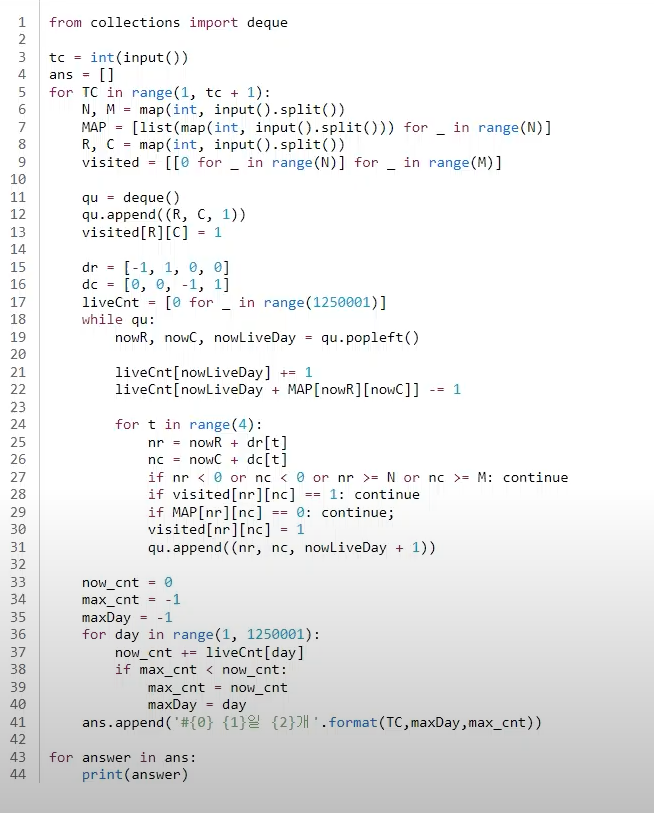 1 from collections import deque
2
3 tc = int(input())
4 ans = []
5 for TC in range(1, tc + 1):
6     N, M = map(int, input().split())
7     MAP = [list(map(int, input().split())) for _ in range(N)]
8     R, C = map(int, input().split())
9     visited = [[0 for _ in range(N)] for _ in range(M)]
10
11     qu = deque()
12     qu.append((R, C, 1))
13     visited[R][C] = 1
14
15     dr = [-1, 1, 0, 0]
16     dc = [0, 0, -1, 1]
17     liveCnt = [0 for _ in range(1250001)]
18     while qu:
19         nowR, nowC, nowLiveDay = qu.popleft()
20
21         liveCnt[nowLiveDay] += 1
22         liveCnt[nowLiveDay + MAP[nowR][nowC]] -= 1
23
24         for t in range(4):
25             nr = nowR + dr[t]
26             nc = nowC + dc[t]
27             if nr < 0 or nc < 0 or nr >= N or nc >= M: continue
28             if visited[nr][nc] == 1: continue
29             if MAP[nr][nc] == 0: continue;
30             visited[nr][nc] = 1
31             qu.append((nr, nc, nowLiveDay + 1))
32
33     now_cnt = 0
34     max_cnt = -1
35     maxDay = -1
36     for day in range(1, 1250001):
37         now_cnt += liveCnt[day]
38         if max_cnt < now_cnt:
39             max_cnt = now_cnt
40             maxDay = day
41     ans.append('#{0} {1}일 {2}개'.format(TC,maxDay,max_cnt))
42
43 for answer in ans:
44     print(answer)